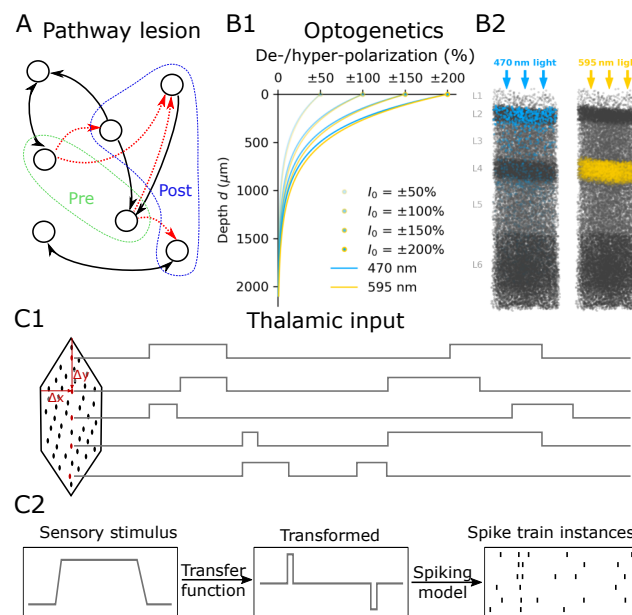 A Pathway lesion
Pre
Post
B1 Optogenetics
De-/hyper-polarization (%)
0 ±50 ±100 ±150 ±200
0
500
1000
1500
2000
Depth d (μm)
I₀ = ±50%
I₀ = ±100%
I₀ = ±150%
I₀ = ±200%
470 nm
595 nm
B2
470 nm light 595 nm ligh
L1
L2
L3
L4
L5
L6
C1 Thalamic input
Δy
Δx
C2
Sensory stimulus
Transfer
function
Transformed
Spiking
model
Spike train instances